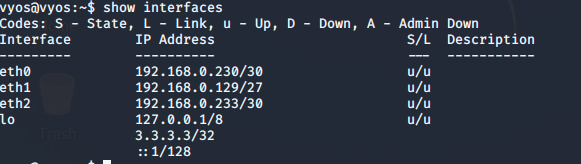 vyos@vyos:~$ show interfaces
Codes: S - State, L - Link, u - Up, D - Down, A - Admin Down
Interface        IP Address                        S/L  Description
---------        ----------                        ---  -----------
eth0             192.168.0.230/30                  u/u
eth1             192.168.0.129/27                  u/u
eth2             192.168.0.233/30                  u/u
lo               127.0.0.1/8                       u/u
                 3.3.3.3/32
                 ::1/128
Trash